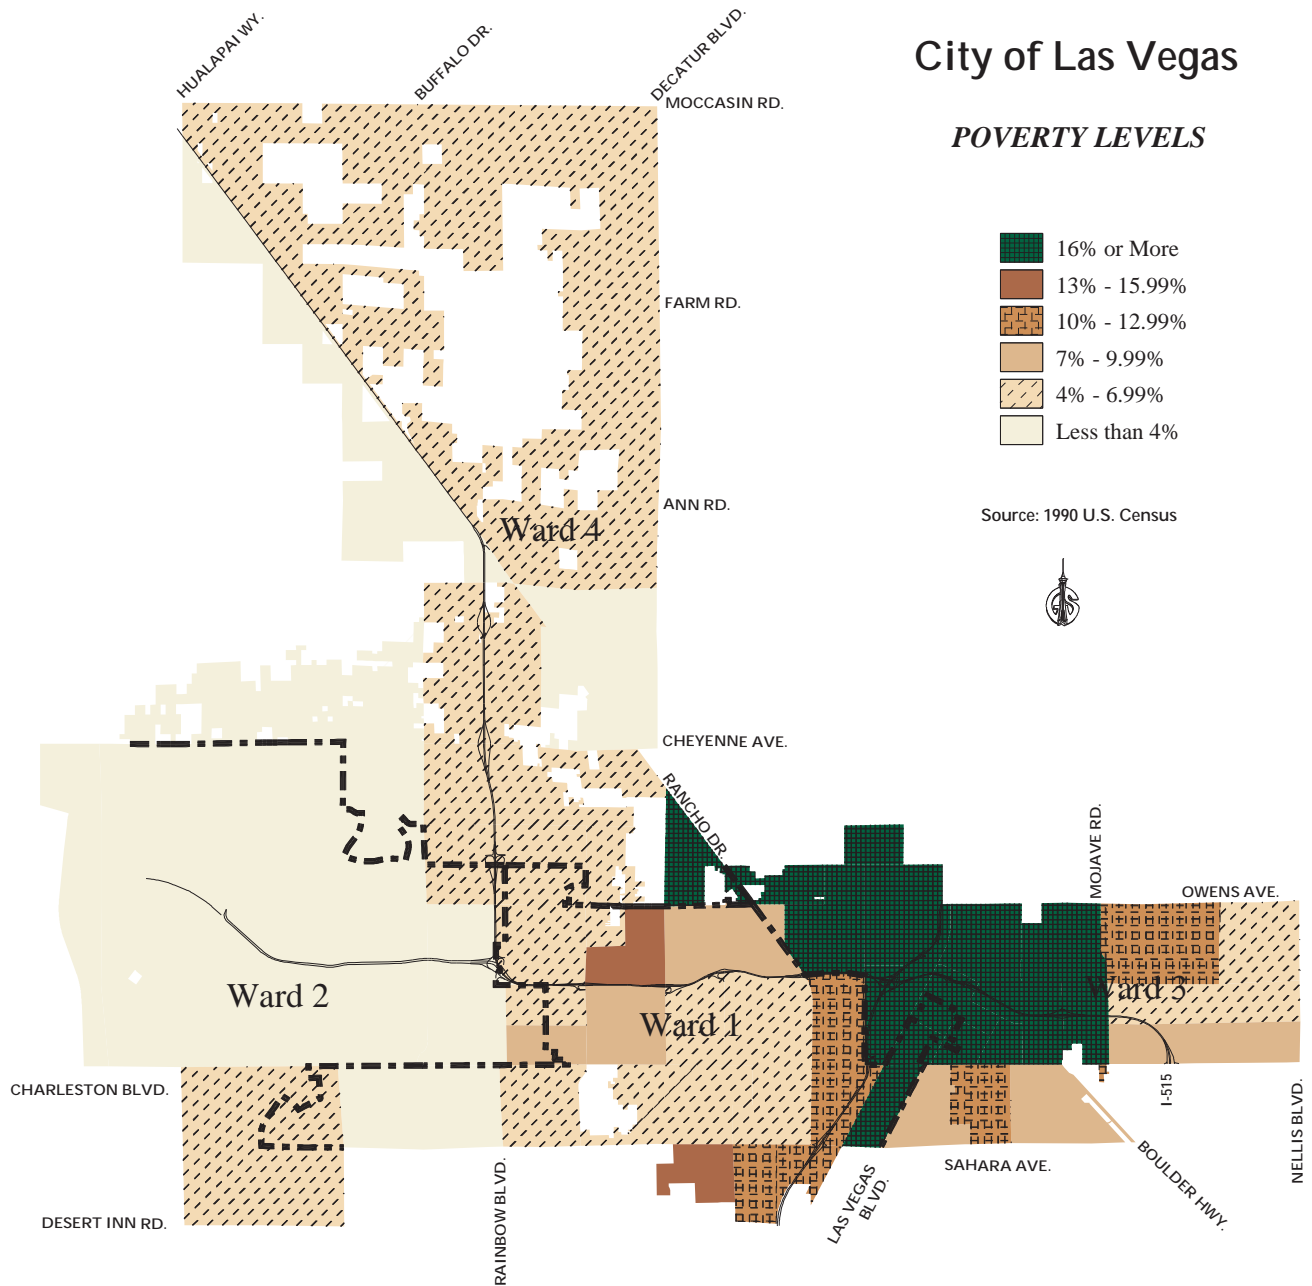 City of Las Vegas
POVERTY LEVELS
16% or More
13% - 15.99%
10% - 12.99%
7% - 9.99%
4% - 6.99%
Less than 4%
Source: 1990 U.S. Census
HUALAPAI WY.
BUFFALO DR.
DECATUR BLVD.
MOCCASIN RD.
FARM RD.
ANN RD.
Ward 4
CHEYENNE AVE.
RANCHO DR.
MOJAVE RD.
OWENS AVE.
Ward 2
Ward 1
Ward 3
CHARLESTON BLVD.
I-515
NELLIS BLVD.
BOULDER HWY.
SAHARA AVE.
LAS VEGAS
BLVD.
RAINBOW BLVD.
DESERT INN RD.